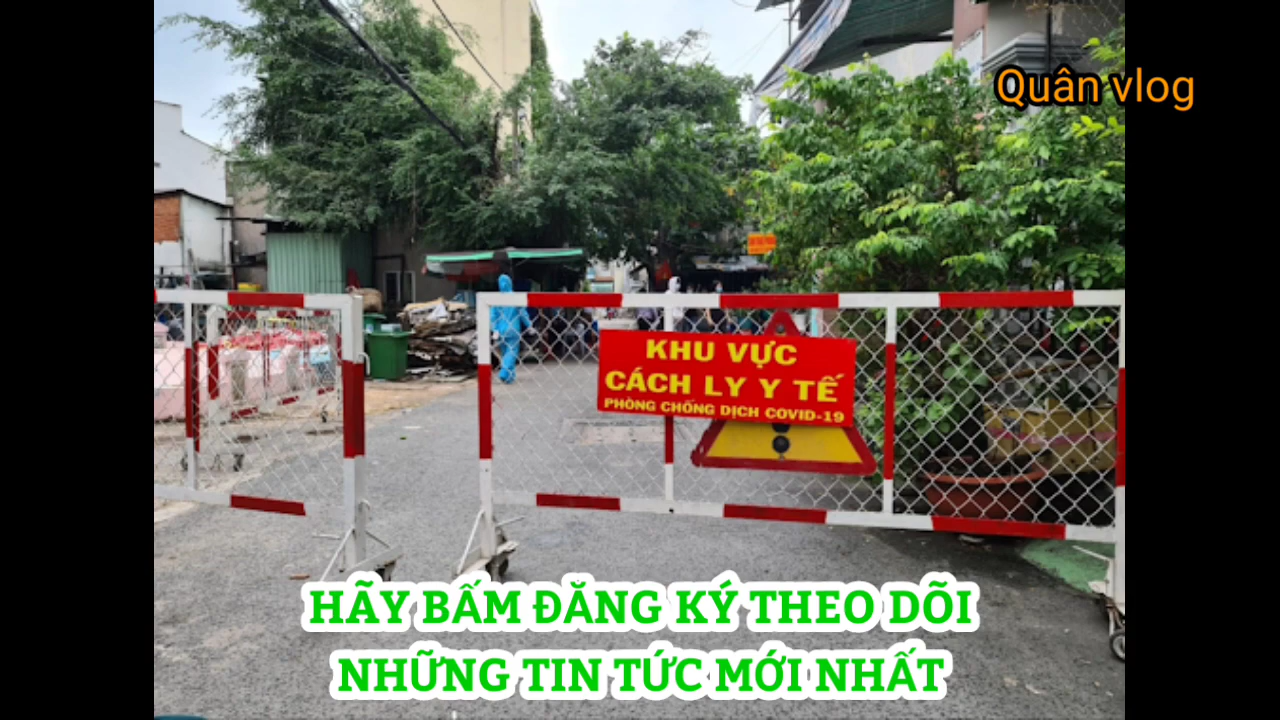 Quân vlog
KHU VỰC
CÁCH LY Y TẾ
PHÒNG CHỐNG DỊCH COVID-19
HÃY BẤM ĐĂNG KÝ THEO DÕI
NHỮNG TIN TỨC MỚI NHẤT